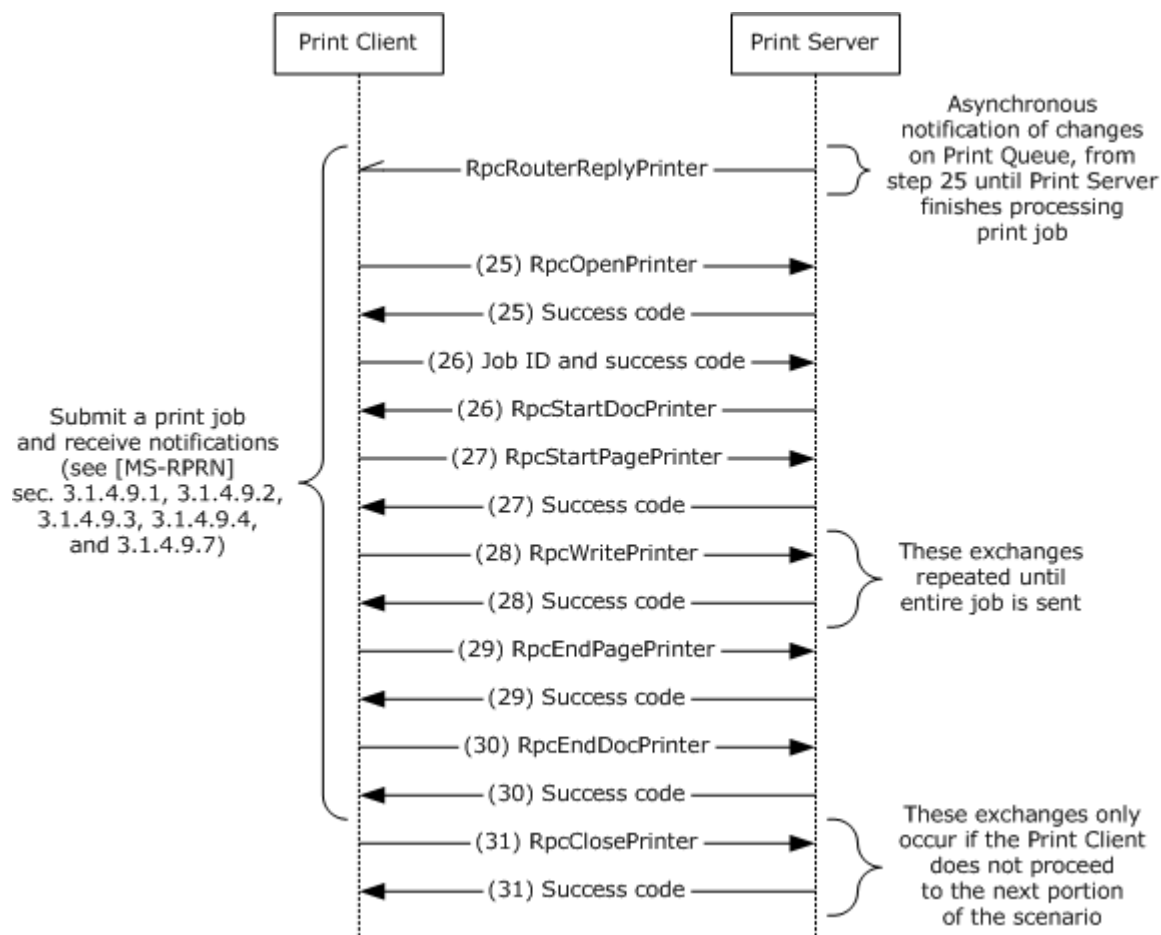 Print Client
Print Server
Asynchronous
notification of changes
on Print Queue, from
step 25 until Print Server
finishes processing
print job
RpcRouterReplyPrinter
(25) RpcOpenPrinter
(25) Success code
(26) Job ID and success code
(26) RpcStartDocPrinter
Submit a print job
and receive notifications
(see [MS-RPRN]
sec. 3.1.4.9.1, 3.1.4.9.2,
3.1.4.9.3, 3.1.4.9.4,
and 3.1.4.9.7)
(27) RpcStartPagePrinter
(27) Success code
(28) RpcWritePrinter
(28) Success code
These exchanges
repeated until
entire job is sent
(29) RpcEndPagePrinter
(29) Success code
(30) RpcEndDocPrinter
(30) Success code
(31) RpcClosePrinter
(31) Success code
These exchanges only
occur if the Print Client
does not proceed
to the next portion
of the scenario